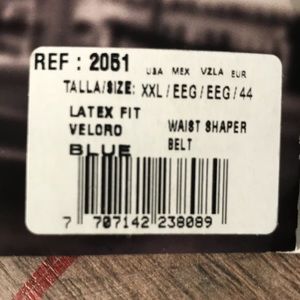 REF : 2051 USA MEX VZLA EUR
TALLA/SIZE: XXL/EEG/EEG/44
LATEX FIT
VELORO WAIST SHAPER
BLUE BELT
7 707142 238089